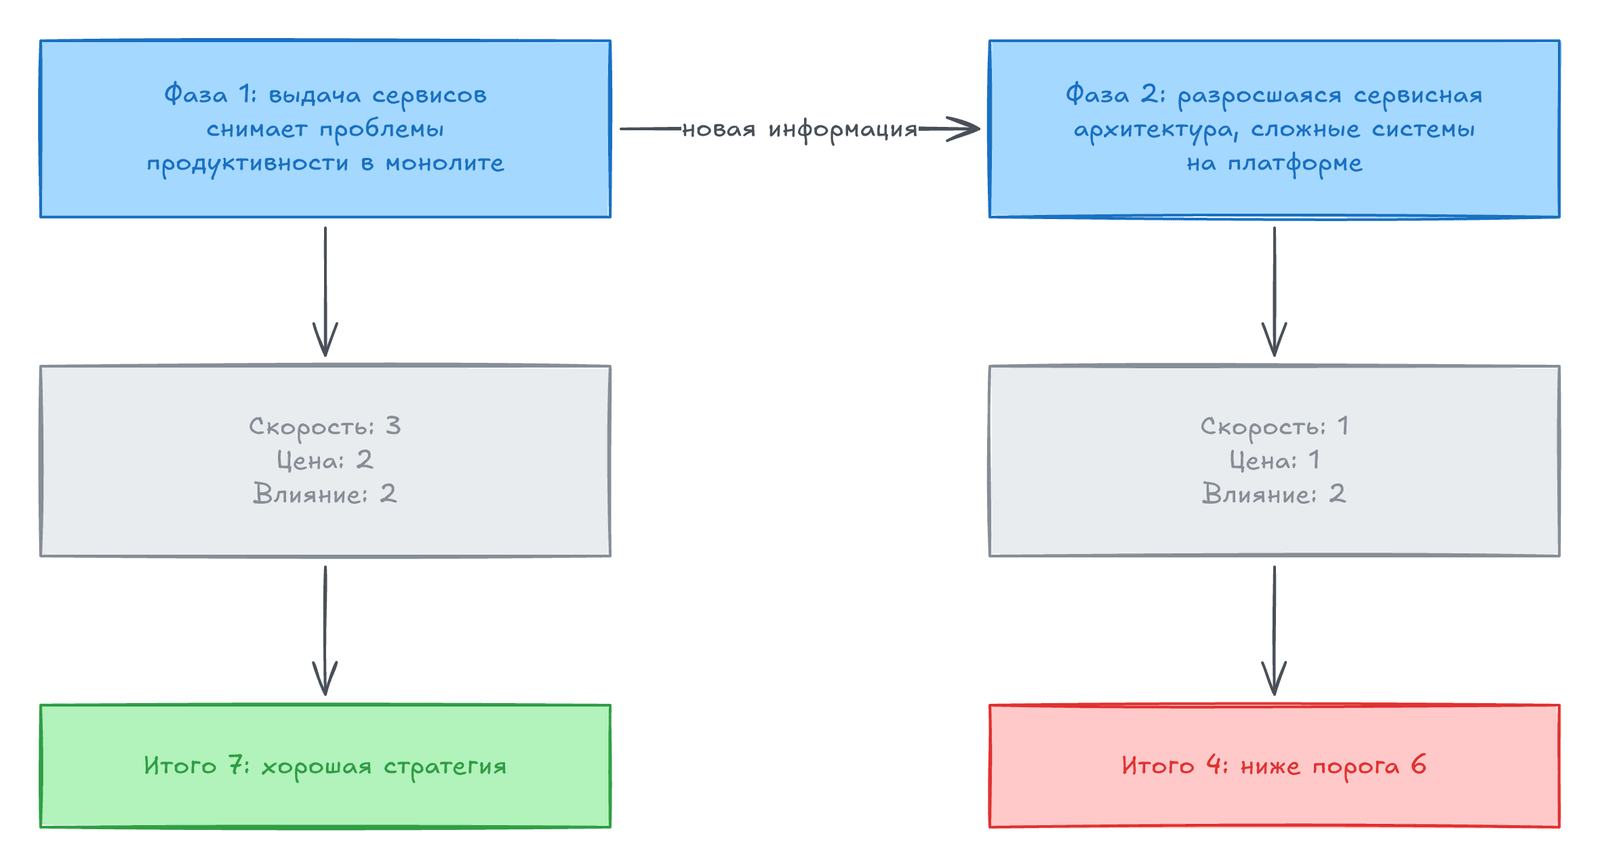 Фаза 1: выдача сервисов
снимает проблемы
продуктивности в монолите
новая информация
Фаза 2: разросшаяся сервисная
архитектура, сложные системы
на платформе
Скорость: 3
Цена: 2
Влияние: 2
Скорость: 1
Цена: 1
Влияние: 2
Итого 7: хорошая стратегия
Итого 4: ниже порога 6